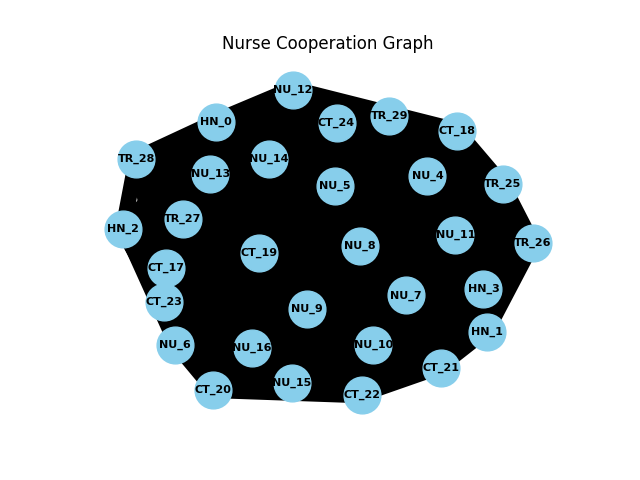 Nurse Cooperation Graph
NU_12
CT_24
TR_29
HN_0
CT_18
TR_28
NU_14
NU_13
NU_4
NU_5
TR_25
TR_27
HN_2
NU_11
TR_26
NU_8
CT_19
CT_17
HN_3
NU_7
CT_23
NU_9
HN_1
NU_6
NU_10
NU_16
CT_21
NU_15
CT_20
CT_22